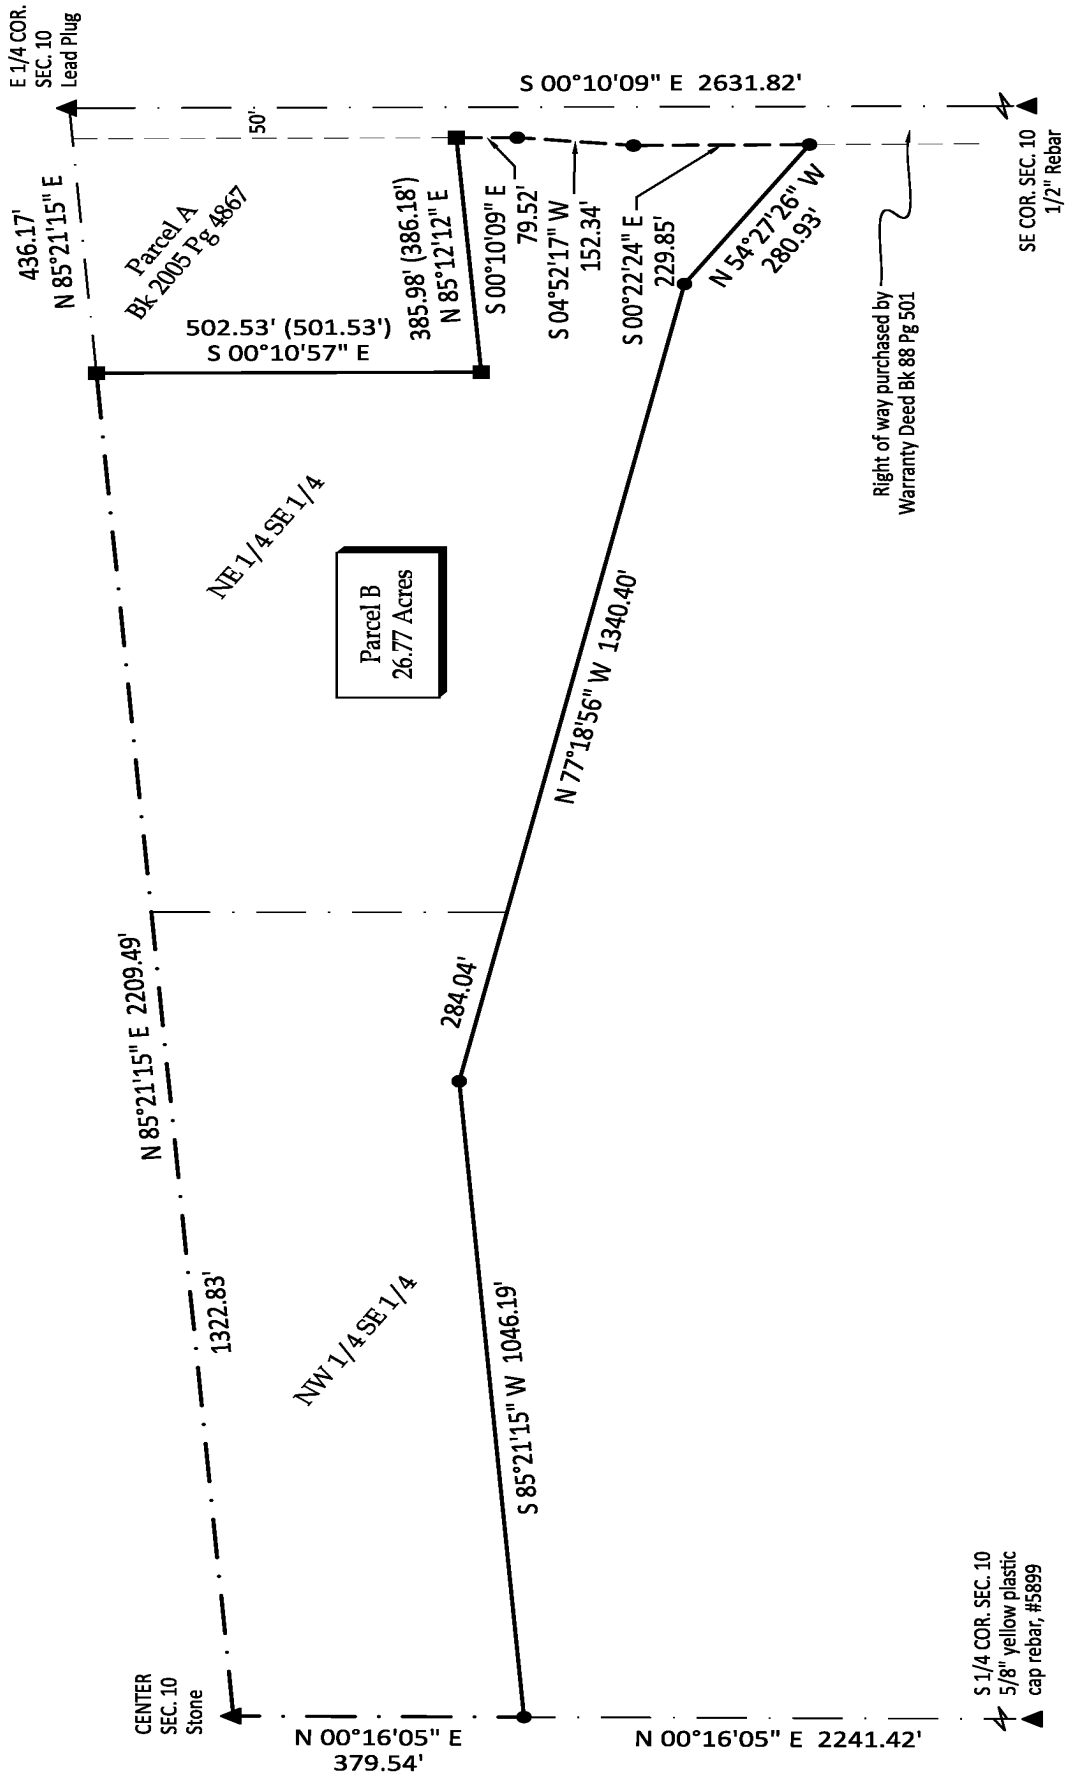 E 1/4 COR.
SEC. 10
Lead Plug
436.17'
N 85°21'15" E
50'
S 00°10'09" E 2631.82'
Parcel A
Bk 2005 Pg 4867
502.53' (501.53')
S 00°10'57" E
385.98' (386.18')
N 85°12'12" E
S 00°10'09" E
79.52'
S 04°52'17" W
152.34'
S 00°22'24" E
229.85'
N 54°27'26" W
280.93'
SE COR. SEC. 10
1/2" Rebar
Right of way purchased by
Warranty Deed Bk 88 Pg 501
NE 1/4 SE 1/4
Parcel B
26.77 Acres
N 77°18'56" W 1340.40'
284.04'
N 85°21'15" E 2209.49'
1322.83'
NW 1/4 SE 1/4
S 85°21'15" W 1046.19'
CENTER
SEC. 10
Stone
N 00°16'05" E
379.54'
N 00°16'05" E 2241.42'
S 1/4 COR. SEC. 10
5/8" yellow plastic
cap rebar, #5899